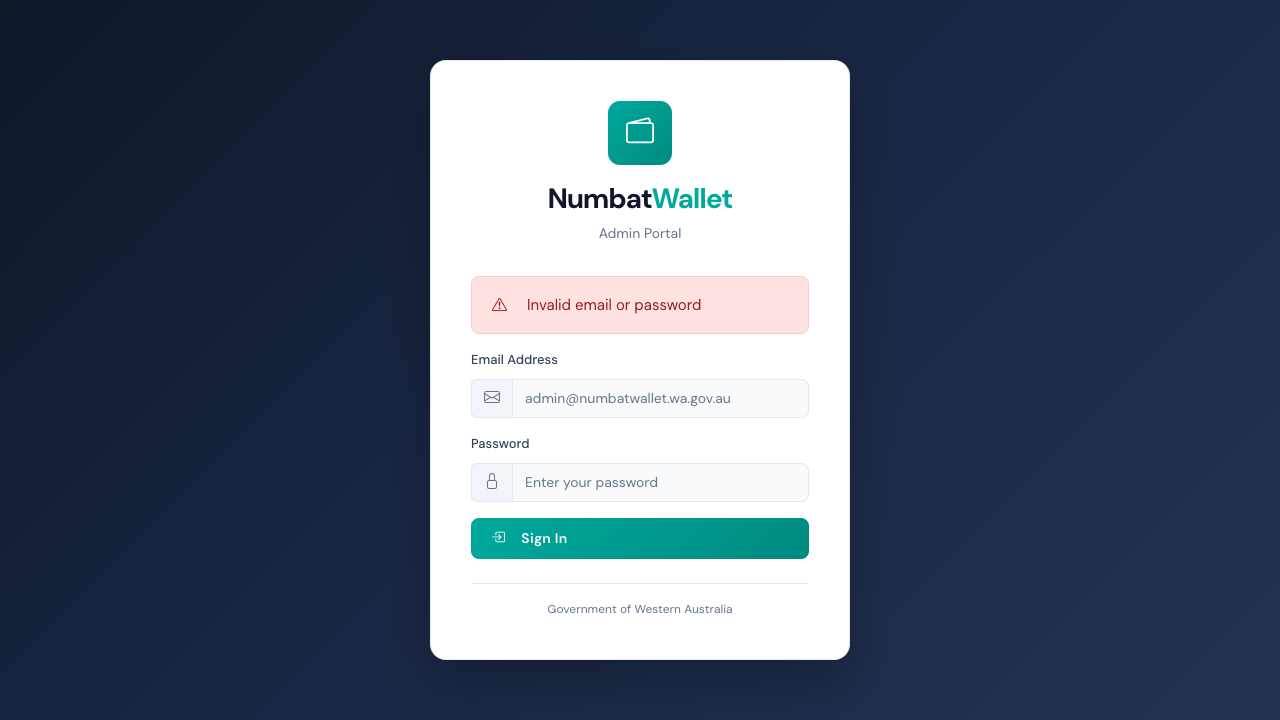 NumbatWallet
Admin Portal
Invalid email or password
Email Address
admin@numbatwallet.wa.gov.au
Password
Enter your password
Sign In
Government of Western Australia